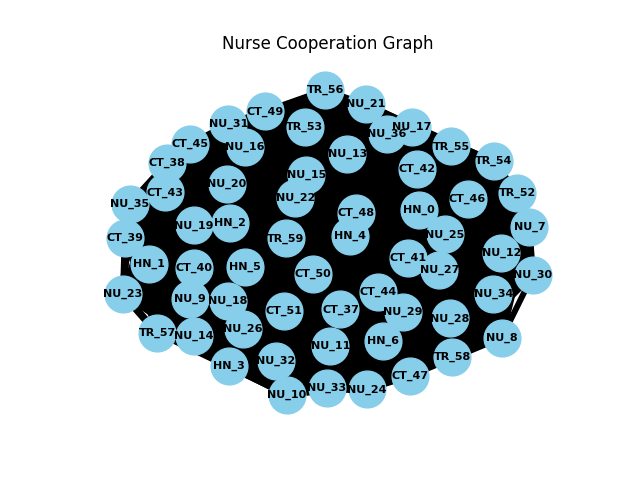 Nurse Cooperation Graph
TR_56
NU_21
CT_49
NU_31
TR_53
NU_17
NU_36
CT_45
NU_16
TR_55
NU_13
CT_38
TR_54
CT_42
NU_15
NU_20
CT_43
TR_52
NU_22
CT_46
NU_35
HN_0
CT_48
HN_2
NU_19
NU_7
NU_25
HN_4
CT_39
TR_59
NU_12
CT_41
HN_1
HN_5
CT_40
NU_27
CT_50
NU_30
CT_44
NU_23
NU_34
NU_9
NU_18
CT_37
CT_51
NU_29
NU_28
NU_26
TR_57
NU_14
NU_8
HN_6
NU_11
TR_58
NU_32
HN_3
CT_47
NU_33
NU_24
NU_10